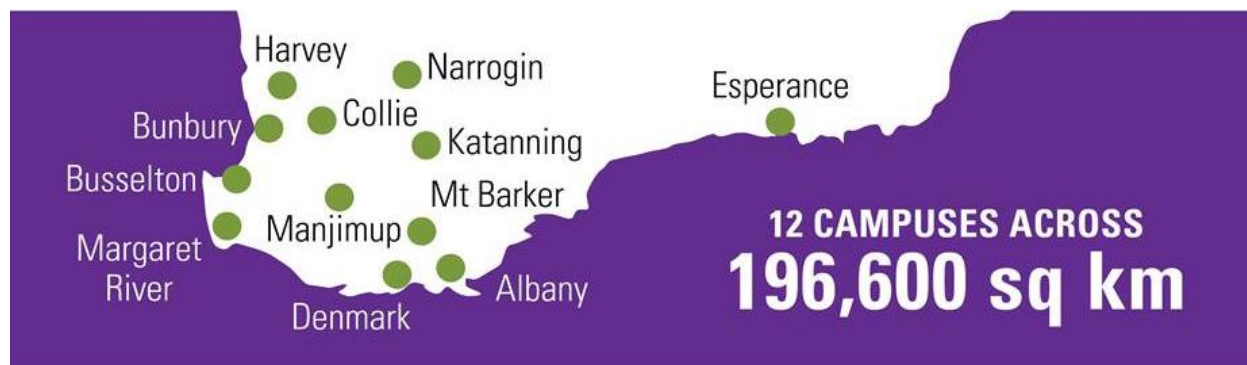 Harvey
Narrogin
Esperance
Collie
Bunbury
Katanning
Busselton
Mt Barker
Manjimup
12 CAMPUSES ACROSS
Margaret
River
196,600 sq km
Albany
Denmark